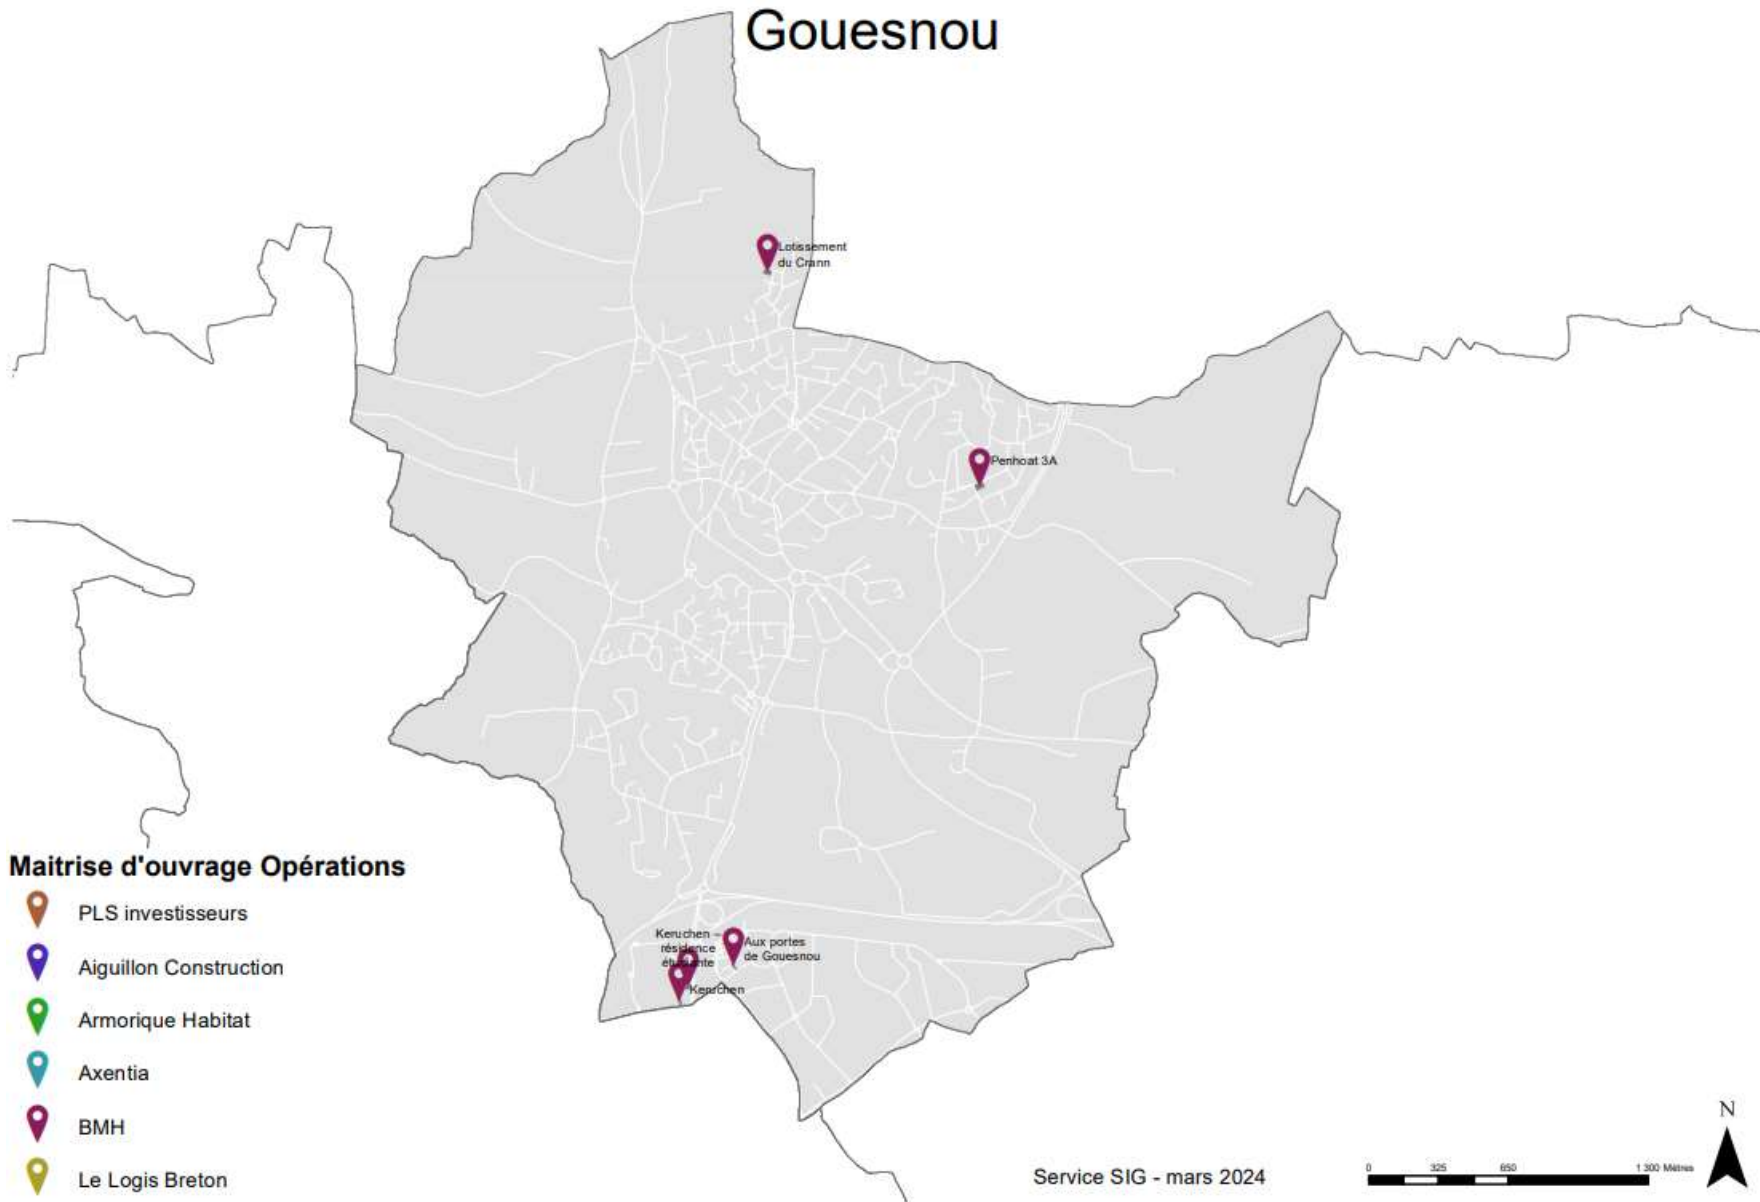 Gouesnou
Lotissement
du Crann
Penhoat 3A
Keruchen –
résidence
étudiante
Aux portes
de Gouesnou
Keruchen
Maitrise d'ouvrage Opérations
PLS investisseurs
Aiguillon Construction
Armorique Habitat
Axentia
BMH
Le Logis Breton
Service SIG - mars 2024
0 325 650 1 300 Mètres
N